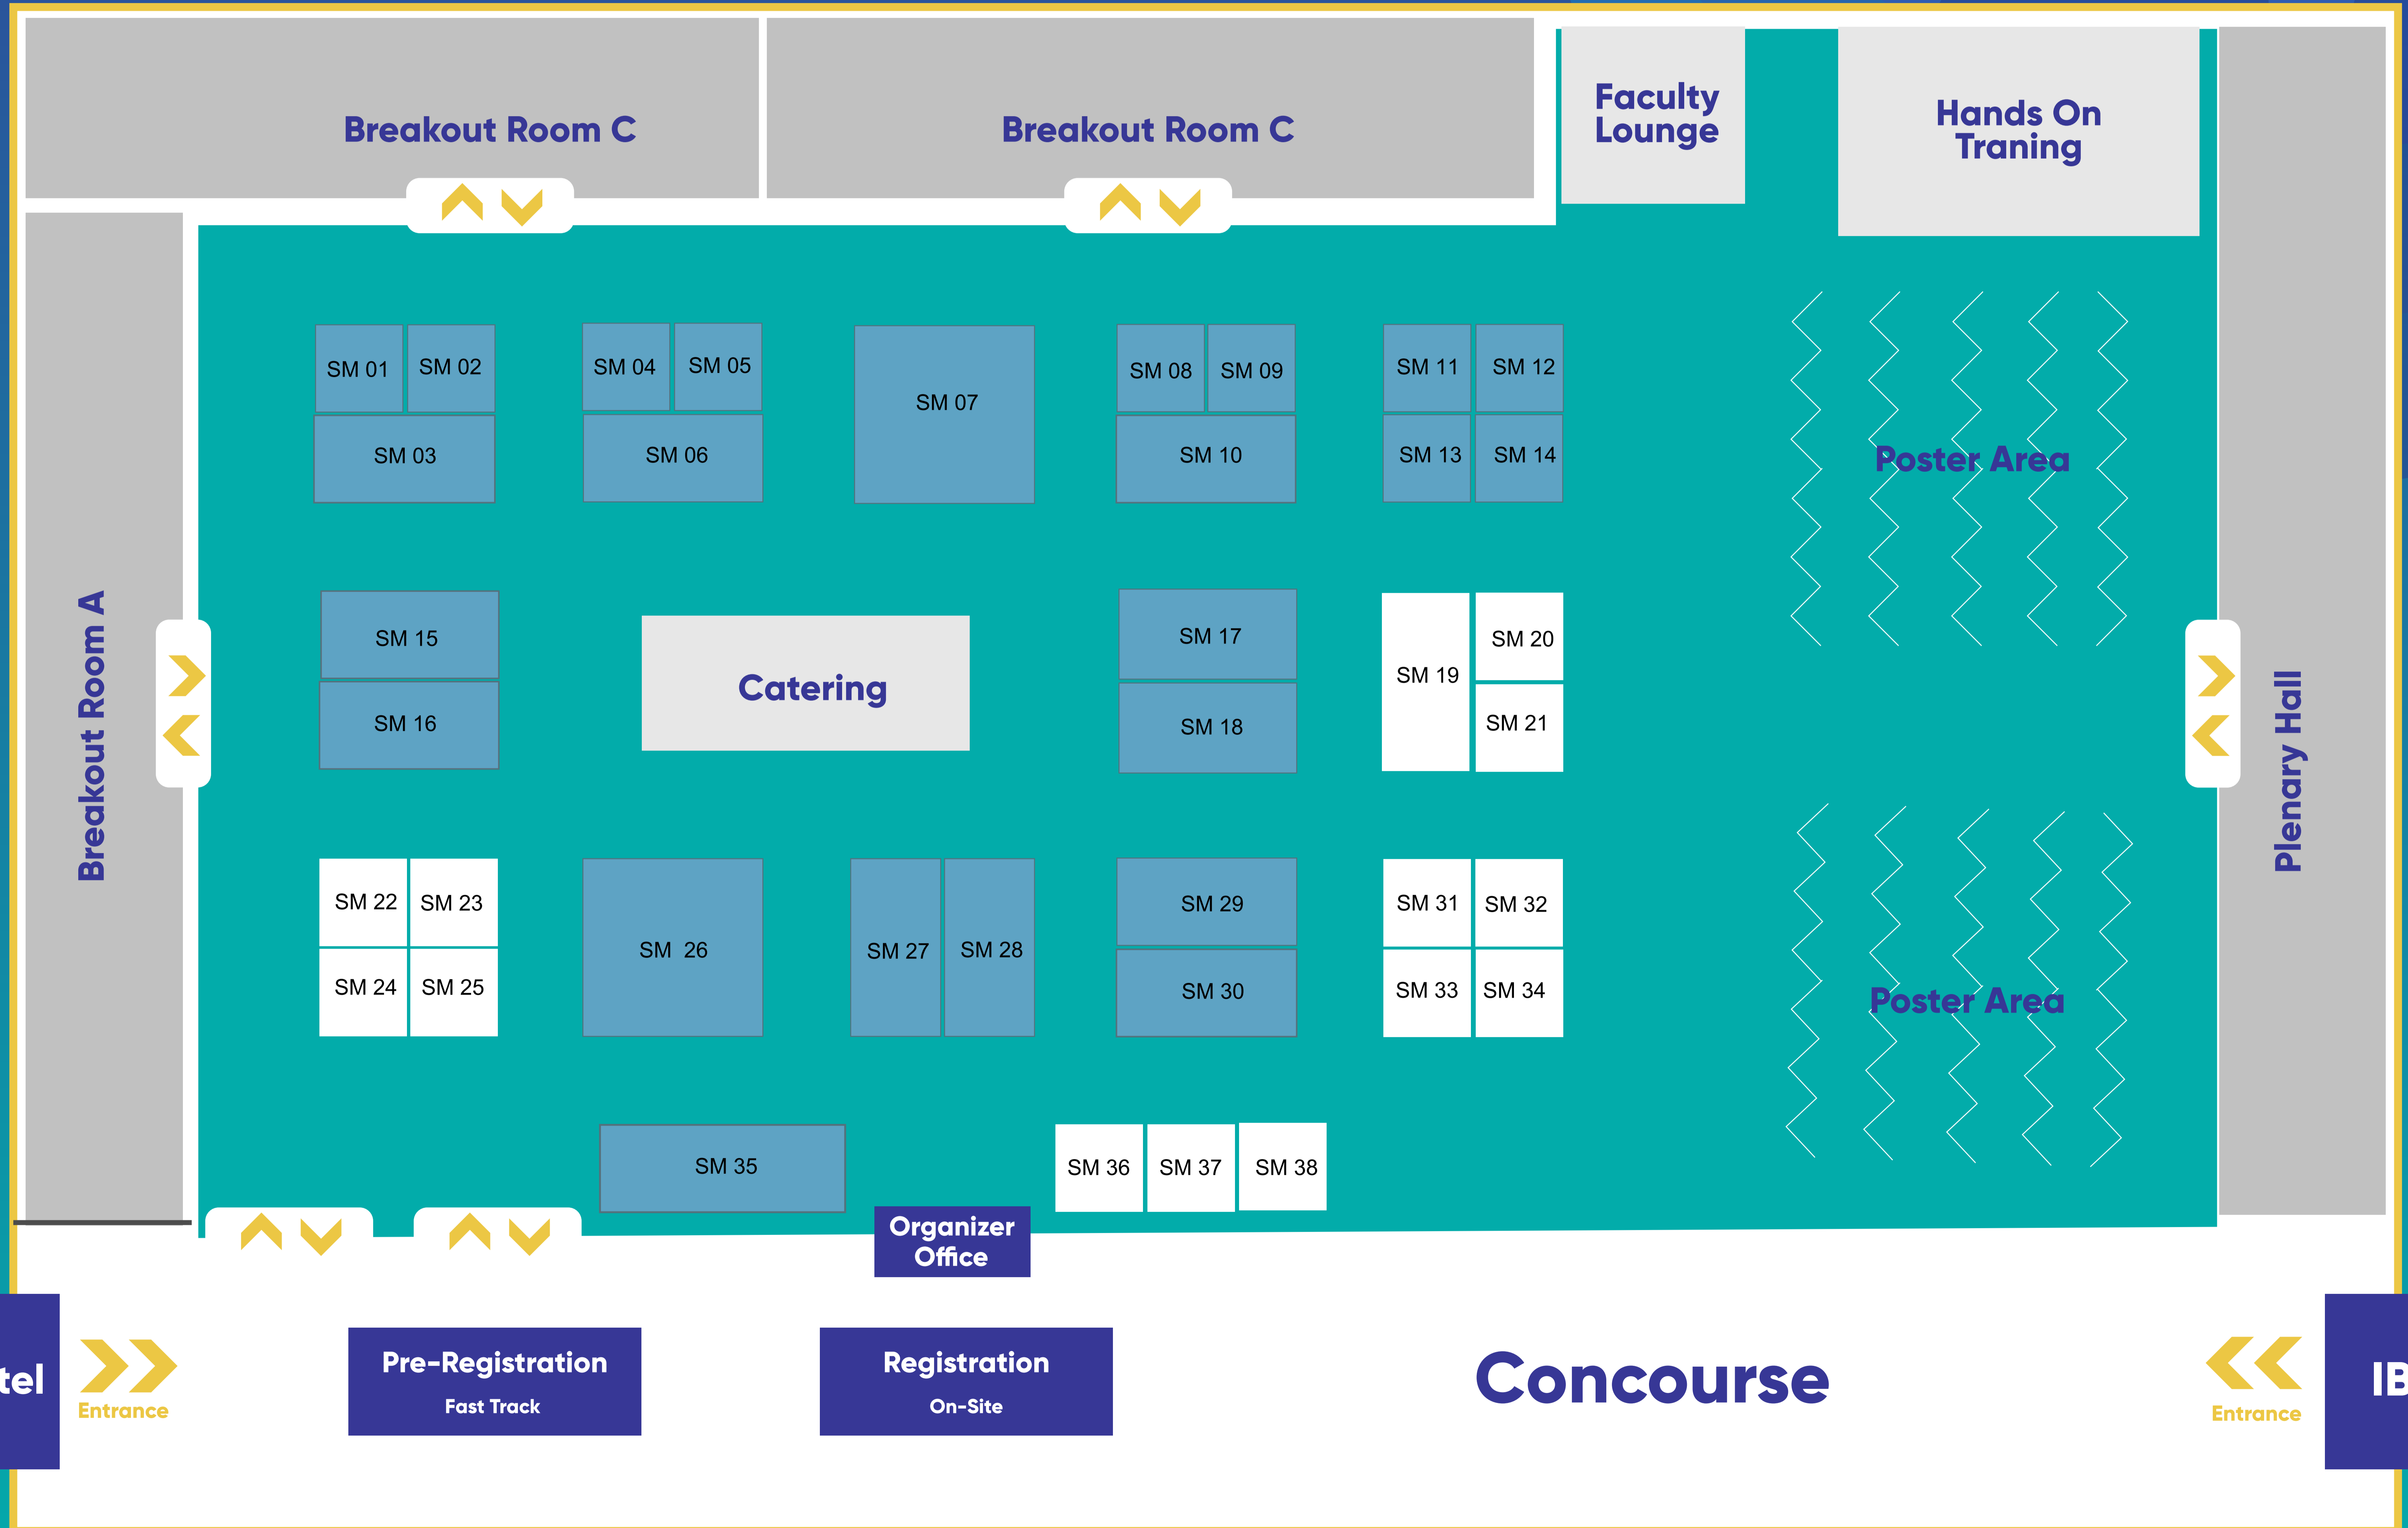 Breakout Room C
Breakout Room C
Faculty
Lounge
Hands On
Traning
SM 01
SM 02
SM 03
SM 04
SM 05
SM 06
SM 07
SM 08
SM 09
SM 10
SM 11
SM 12
SM 13
SM 14
Poster Area
Breakout Room A
SM 15
SM 16
Catering
SM 17
SM 18
SM 19
SM 20
SM 21
Plenary Hall
SM 22
SM 23
SM 24
SM 25
SM 26
SM 27
SM 28
SM 29
SM 30
SM 31
SM 32
SM 33
SM 34
Poster Area
SM 35
SM 36
SM 37
SM 38
Organizer
Office
tel
Entrance
Pre-Registration
Fast Track
Registration
On-Site
Concourse
Entrance
IB